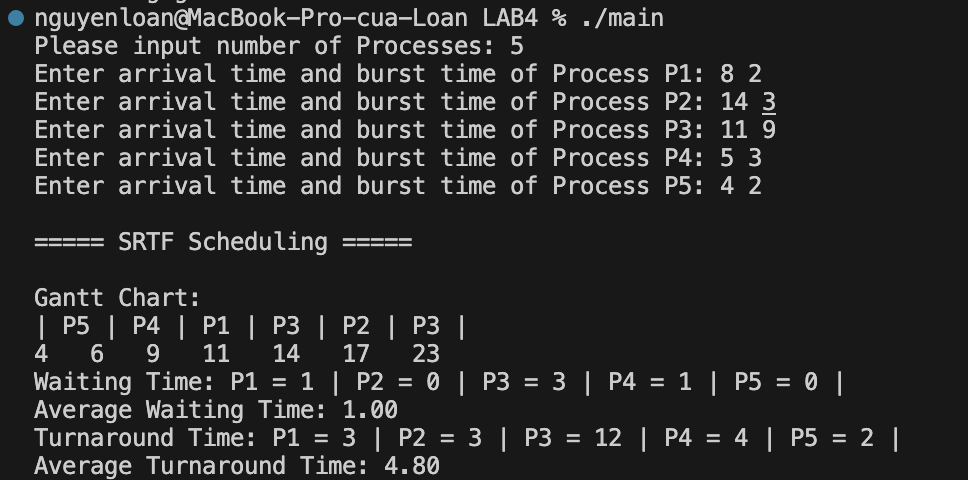 nguyenloan@MacBook-Pro-cua-Loan LAB4 % ./main
Please input number of Processes: 5
Enter arrival time and burst time of Process P1: 8 2
Enter arrival time and burst time of Process P2: 14 3
Enter arrival time and burst time of Process P3: 11 9
Enter arrival time and burst time of Process P4: 5 3
Enter arrival time and burst time of Process P5: 4 2
===== SRTF Scheduling =====
Gantt Chart:
| P5 | P4 | P1 | P3 | P2 | P3 |
4   6   9   11   14   17   23
Waiting Time: P1 = 1 | P2 = 0 | P3 = 3 | P4 = 1 | P5 = 0 |
Average Waiting Time: 1.00
Turnaround Time: P1 = 3 | P2 = 3 | P3 = 12 | P4 = 4 | P5 = 2 |
Average Turnaround Time: 4.80